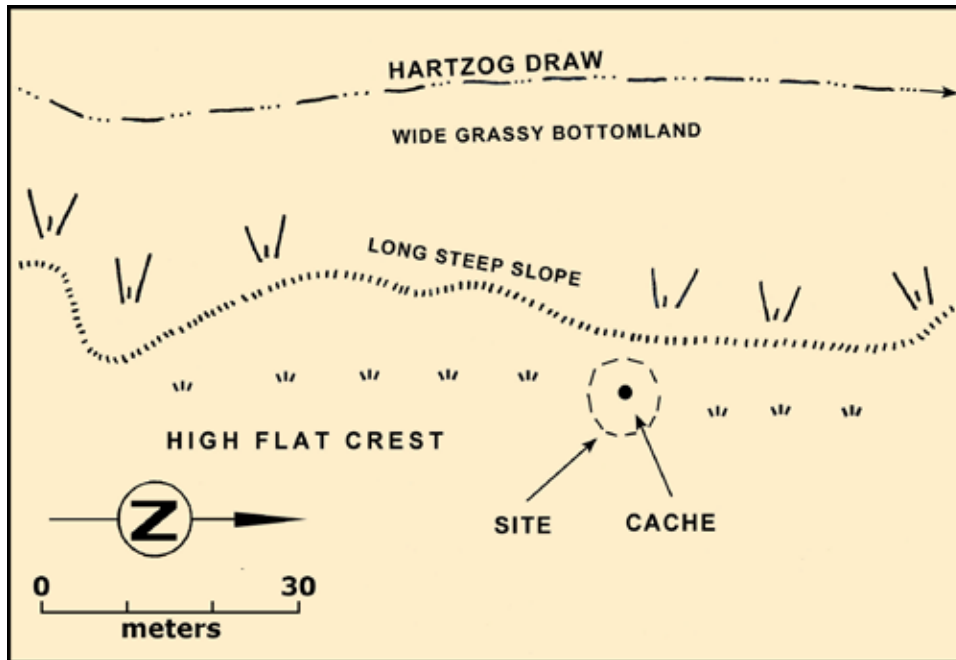 HARTZOG DRAW
WIDE GRASSY BOTTOMLAND
LONG STEEP SLOPE
HIGH FLAT CREST
SITE
CACHE
N
0 30
meters